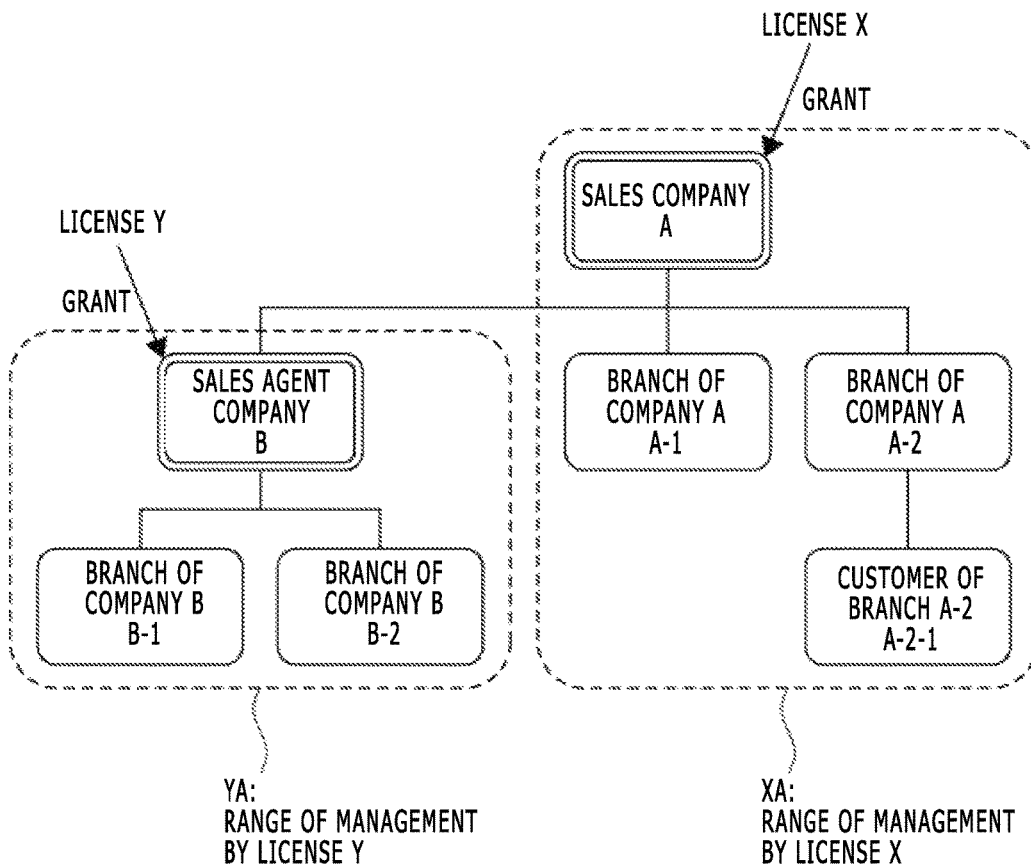 LICENSE X
GRANT
SALES COMPANY
A
LICENSE Y
GRANT
SALES AGENT
COMPANY
B
BRANCH OF
COMPANY A
A-1
BRANCH OF
COMPANY A
A-2
BRANCH OF
COMPANY B
B-1
BRANCH OF
COMPANY B
B-2
CUSTOMER OF
BRANCH A-2
A-2-1
YA:
RANGE OF MANAGEMENT
BY LICENSE Y
XA:
RANGE OF MANAGEMENT
BY LICENSE X